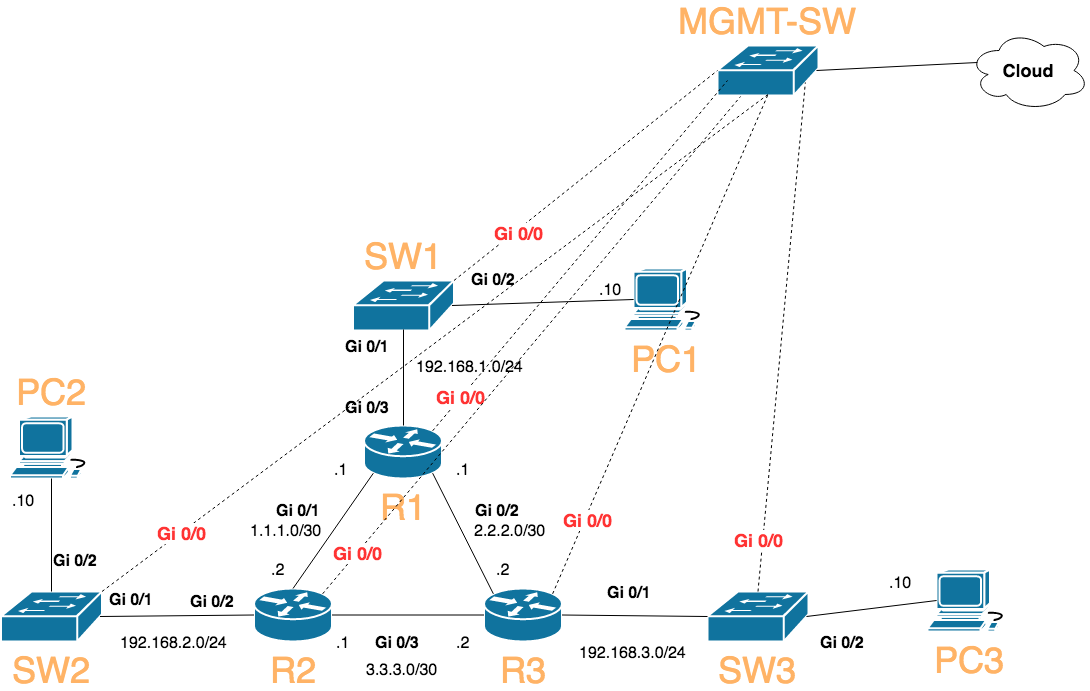 MGMT-SW
Cloud
Gi 0/0
SW1
Gi 0/2
.10
Gi 0/1
PC1
192.168.1.0/24
PC2
Gi 0/0
Gi 0/3
.1
.1
.10
R1
Gi 0/1
Gi 0/2
1.1.1.0/30
2.2.2.0/30
Gi 0/0
Gi 0/0
Gi 0/0
Gi 0/0
Gi 0/2
.2
.2
.10
Gi 0/1
Gi 0/2
Gi 0/1
192.168.2.0/24
.1
Gi 0/3
.2
192.168.3.0/24
Gi 0/2
3.3.3.0/30
SW2
R2
R3
SW3
PC3